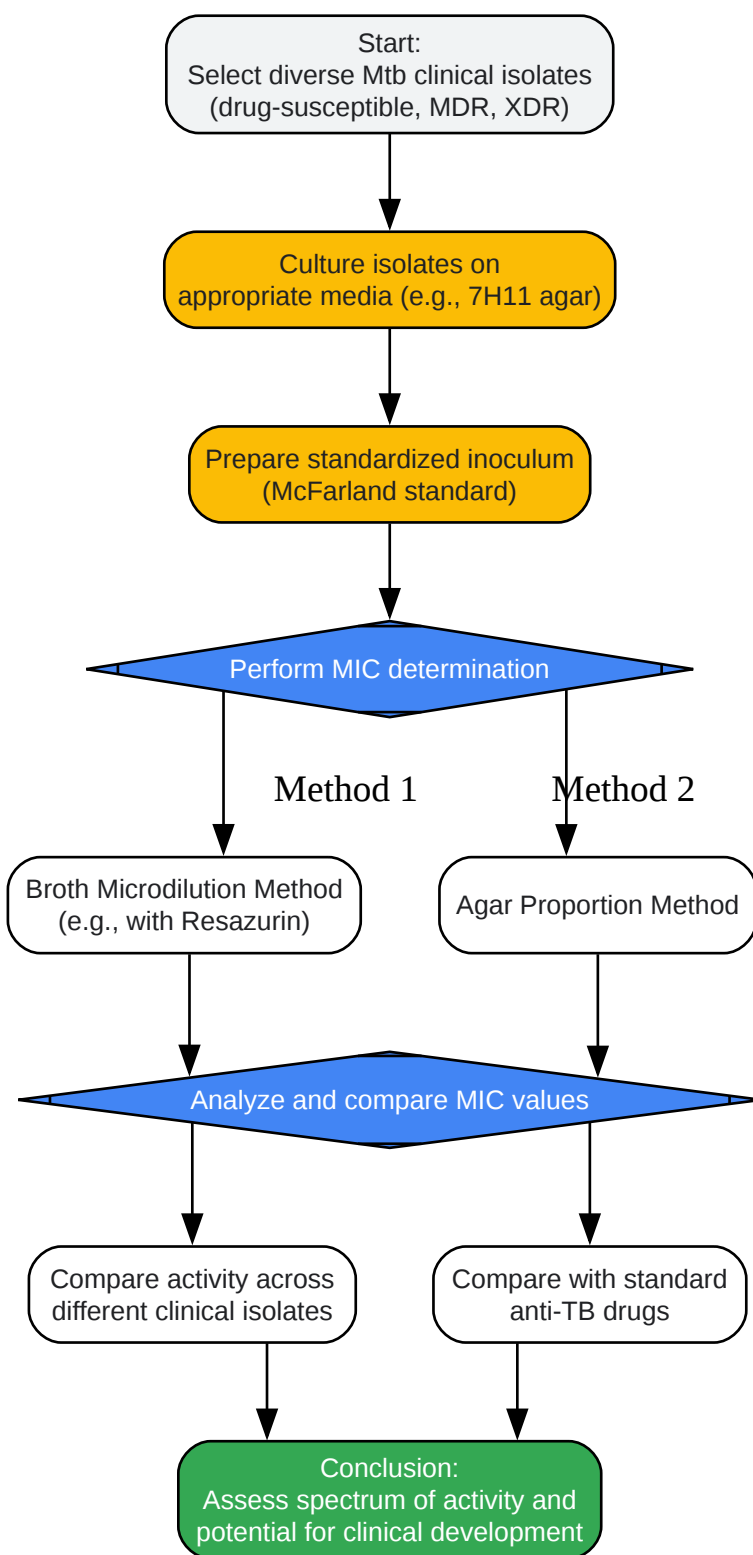 Start:
Select diverse Mtb clinical isolates
(drug-susceptible, MDR, XDR)
Culture isolates on
appropriate media (e.g., 7H11 agar)
Prepare standardized inoculum
(McFarland standard)
Perform MIC determination
Method 1
Method 2
Broth Microdilution Method
(e.g., with Resazurin)
Agar Proportion Method
Analyze and compare MIC values
Compare activity across
different clinical isolates
Compare with standard
anti-TB drugs
Conclusion:
Assess spectrum of activity and
potential for clinical development